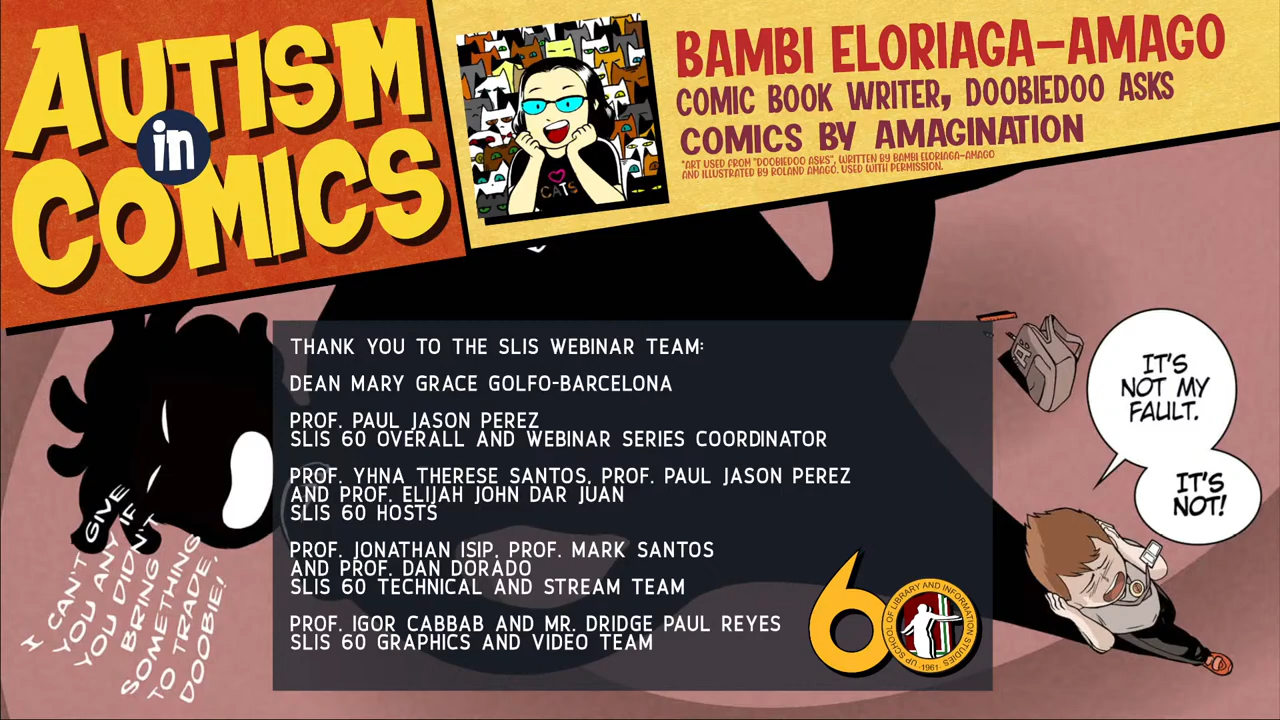 AUTISM
in
COMICS
BAMBI ELORIAGA-AMAGO
COMIC BOOK WRITER, DOOBIEDOO ASKS
COMICS BY AMAGINATION
*ART USED FROM "DOOBIEDOO ASKS", WRITTEN BY BAMBI ELORIAGA-AMAGO
AND ILLUSTRATED BY ROLAND AMAGO. USED WITH PERMISSION.
CATS
THANK YOU TO THE SLIS WEBINAR TEAM:
DEAN MARY GRACE GOLFO-BARCELONA
PROF. PAUL JASON PEREZ
SLIS 60 OVERALL AND WEBINAR SERIES COORDINATOR
PROF. YHNA THERESE SANTOS, PROF. PAUL JASON PEREZ
AND PROF. ELIJAH JOHN DAR JUAN
SLIS 60 HOSTS
PROF. JONATHAN ISIP, PROF. MARK SANTOS
AND PROF. DAN DORADO
SLIS 60 TECHNICAL AND STREAM TEAM
PROF. IGOR CABBAB AND MR. DRIDGE PAUL REYES
SLIS 60 GRAPHICS AND VIDEO TEAM
6
UP SCHOOL OF LIBRARY AND INFORMATION STUDIES
·1961·
I CAN'T GIVE
YOU ANY IF
YOU DIDN'T
BRING
SOMETHING
TO TRADE,
DOOBIE!
IT'S
NOT MY
FAULT.
IT'S
NOT!